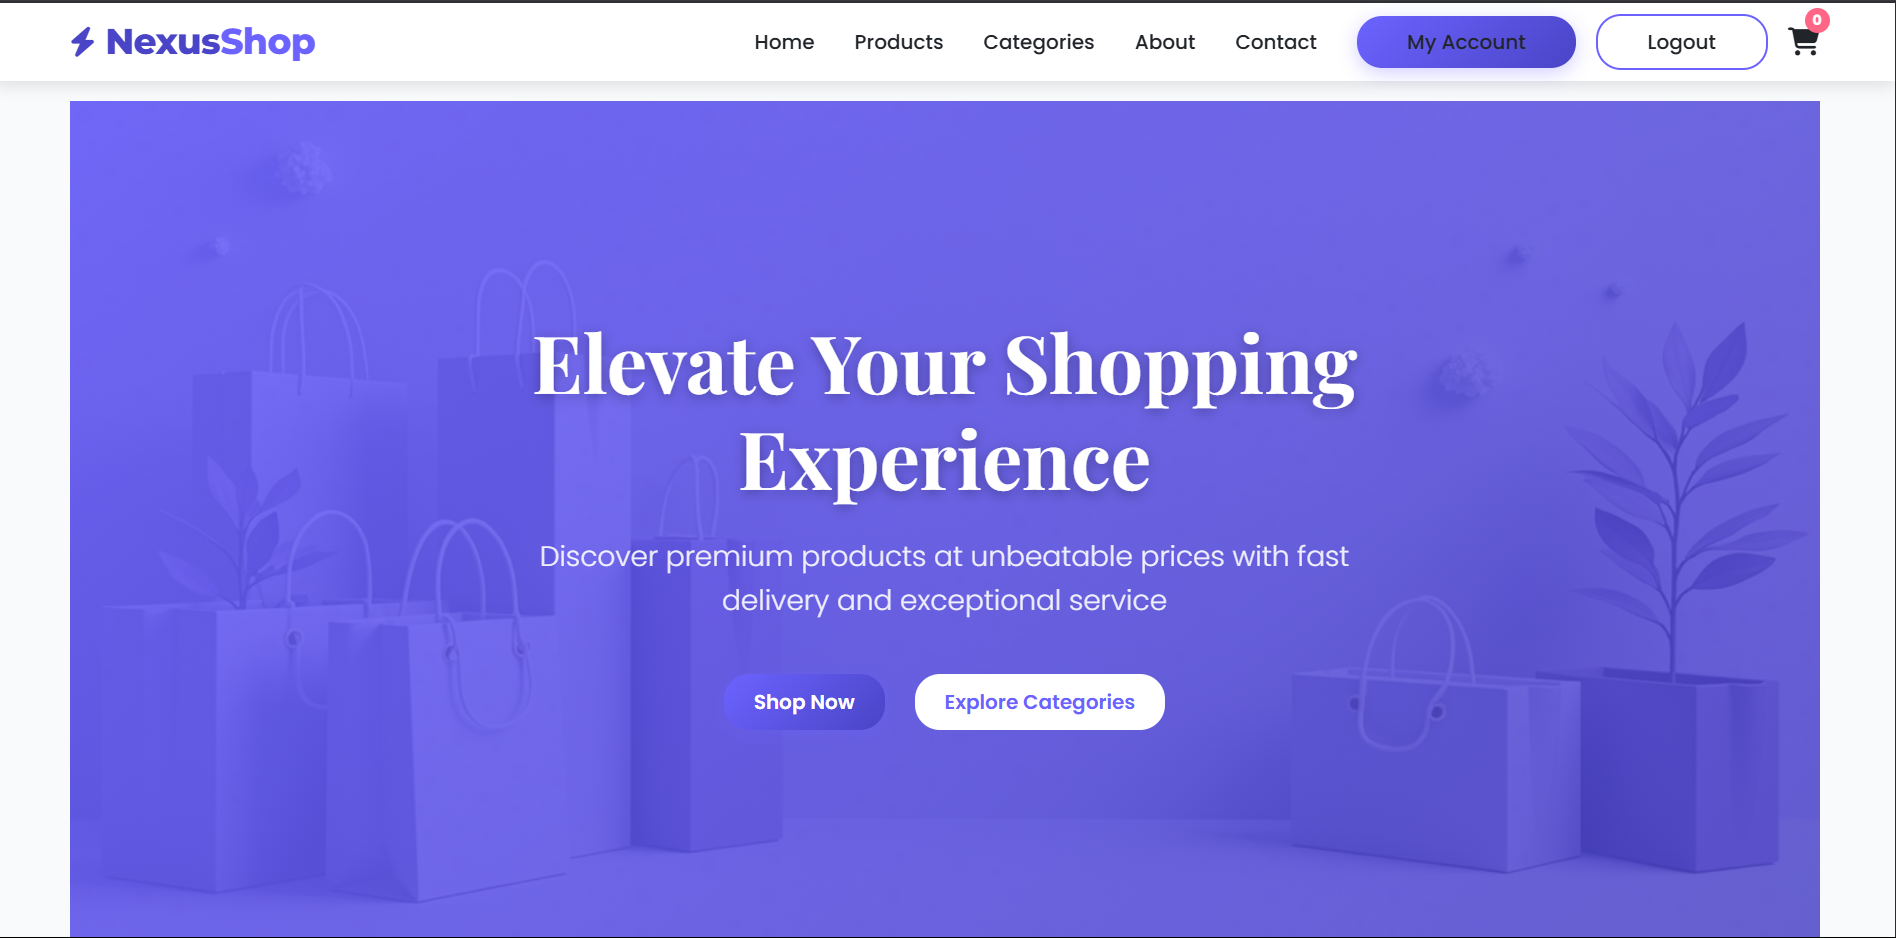 NexusShop
Home
Products
Categories
About
Contact
My Account
Logout
0
Elevate Your Shopping
Experience
Discover premium products at unbeatable prices with fast
delivery and exceptional service
Shop Now
Explore Categories